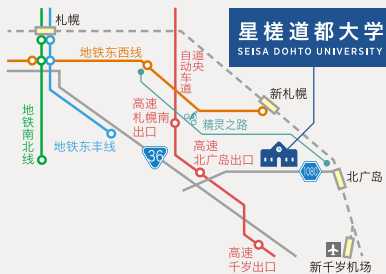 札幌
星槎道都大学
SEISA DOHTO UNIVERSITY
地铁东西线
自动车道
道央
新札幌
高速
札幌南
出口
精灵之路
地铁南北线
地铁东丰线
36
高速
北广岛出口
1080
北广岛
高速
千岁出口
新千岁机场